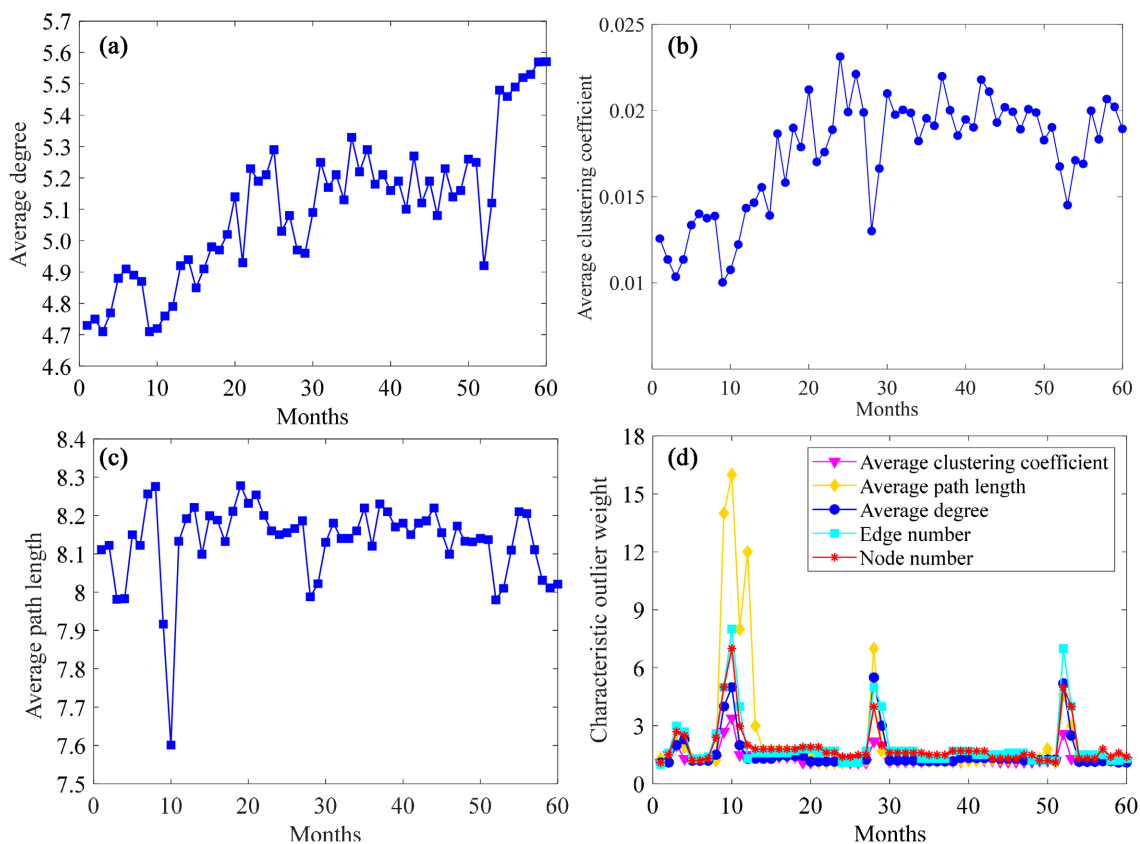 (a)
5.7
5.6
5.5
5.4
5.3
5.2
5.1
5.0
4.9
4.8
4.7
4.6
Average degree
0 10 20 30 40 50 60
Months
(b)
0.025
0.02
0.015
0.01
Average clustering coefficient
0 10 20 30 40 50 60
Months
(c)
8.4
8.3
8.2
8.1
8
7.9
7.8
7.7
7.6
7.5
Average path length
0 10 20 30 40 50 60
Months
(d)
18
15
12
9
6
3
0
Characteristic outlier weight
Average clustering coefficient
Average path length
Average degree
Edge number
Node number
0 10 20 30 40 50 60
Months